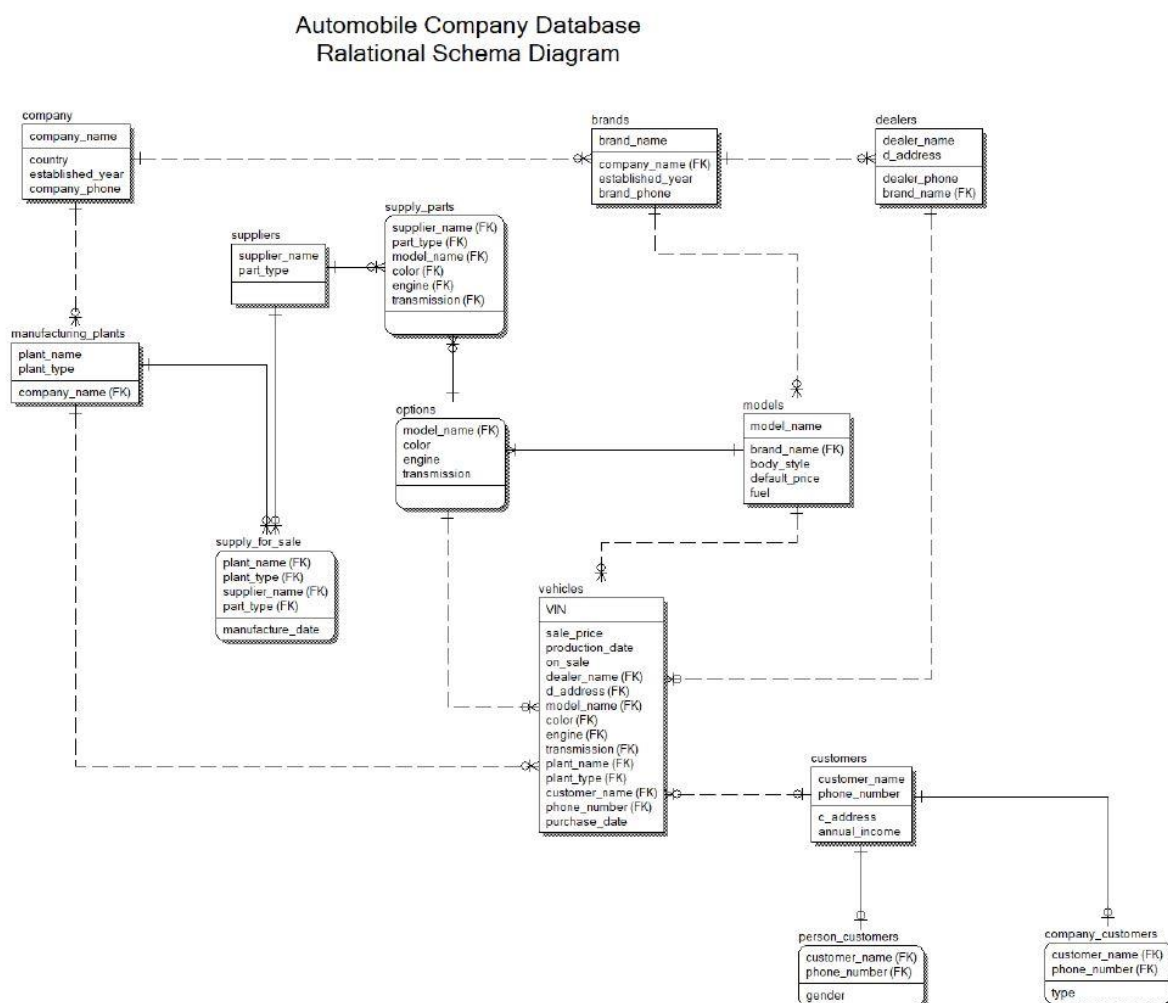 Automobile Company Database
Ralational Schema Diagram
company
company_name
country
established_year
company_phone
brands
brand_name
company_name (FK)
established_year
brand_phone
dealers
dealer_name
d_address
dealer_phone
brand_name (FK)
supply_parts
supplier_name (FK)
part_type (FK)
model_name (FK)
color (FK)
engine (FK)
transmission (FK)
suppliers
supplier_name
part_type
manufacturing_plants
plant_name
plant_type
company_name (FK)
options
model_name (FK)
color
engine
transmission
models
model_name
brand_name (FK)
body_style
default_price
fuel
supply_for_sale
plant_name (FK)
plant_type (FK)
supplier_name (FK)
part_type (FK)
manufacture_date
vehicles
VIN
sale_price
production_date
on_sale
dealer_name (FK)
d_address (FK)
model_name (FK)
color (FK)
engine (FK)
transmission (FK)
plant_name (FK)
plant_type (FK)
customer_name (FK)
phone_number (FK)
purchase_date
customers
customer_name
phone_number
c_address
annual_income
person_customers
customer_name (FK)
phone_number (FK)
gender
company_customers
customer_name (FK)
phone_number (FK)
type